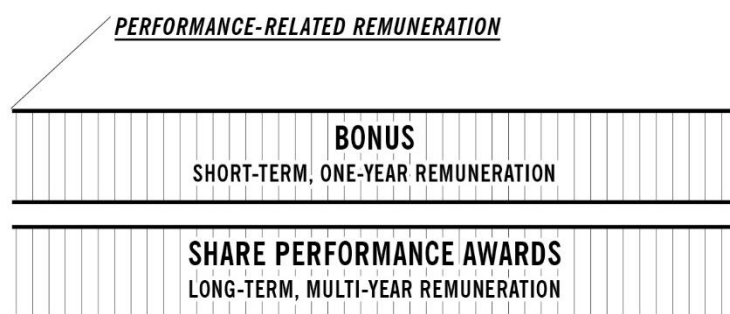 PERFORMANCE-RELATED REMUNERATION
BONUS
SHORT-TERM, ONE-YEAR REMUNERATION
SHARE PERFORMANCE AWARDS
LONG-TERM, MULTI-YEAR REMUNERATION